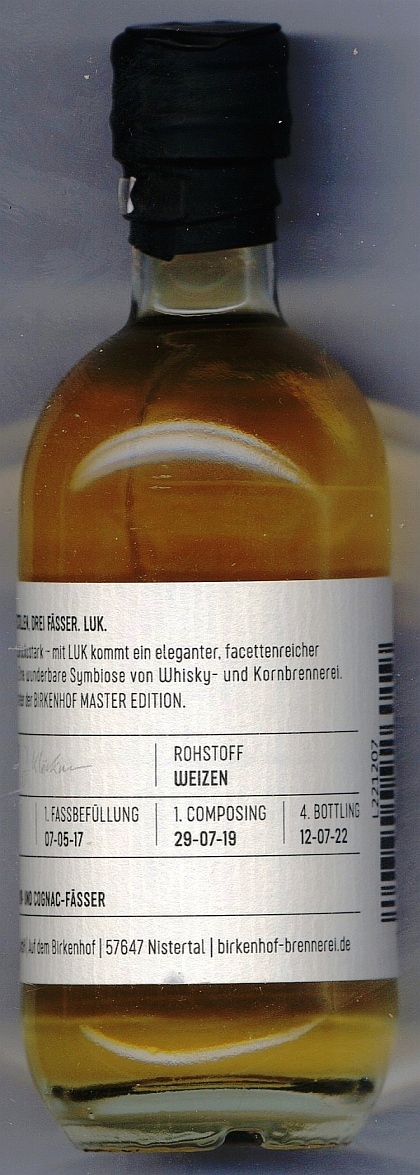 DREI FÄSSER. LUK.
– mit LUK kommt ein eleganter, facettenreicher
wunderbare Symbiose von Whisky- und Kornbrennerei.
der BIRKENHOF MASTER EDITION.
ROHSTOFF
WEIZEN
1. FASSBEFÜLLUNG
07-05-17
1. COMPOSING
29-07-19
4. BOTTLING
12-07-22
UND COGNAC-FÄSSER
Auf dem Birkenhof | 57647 Nistertal | birkenhof-brennerei.de
L221207